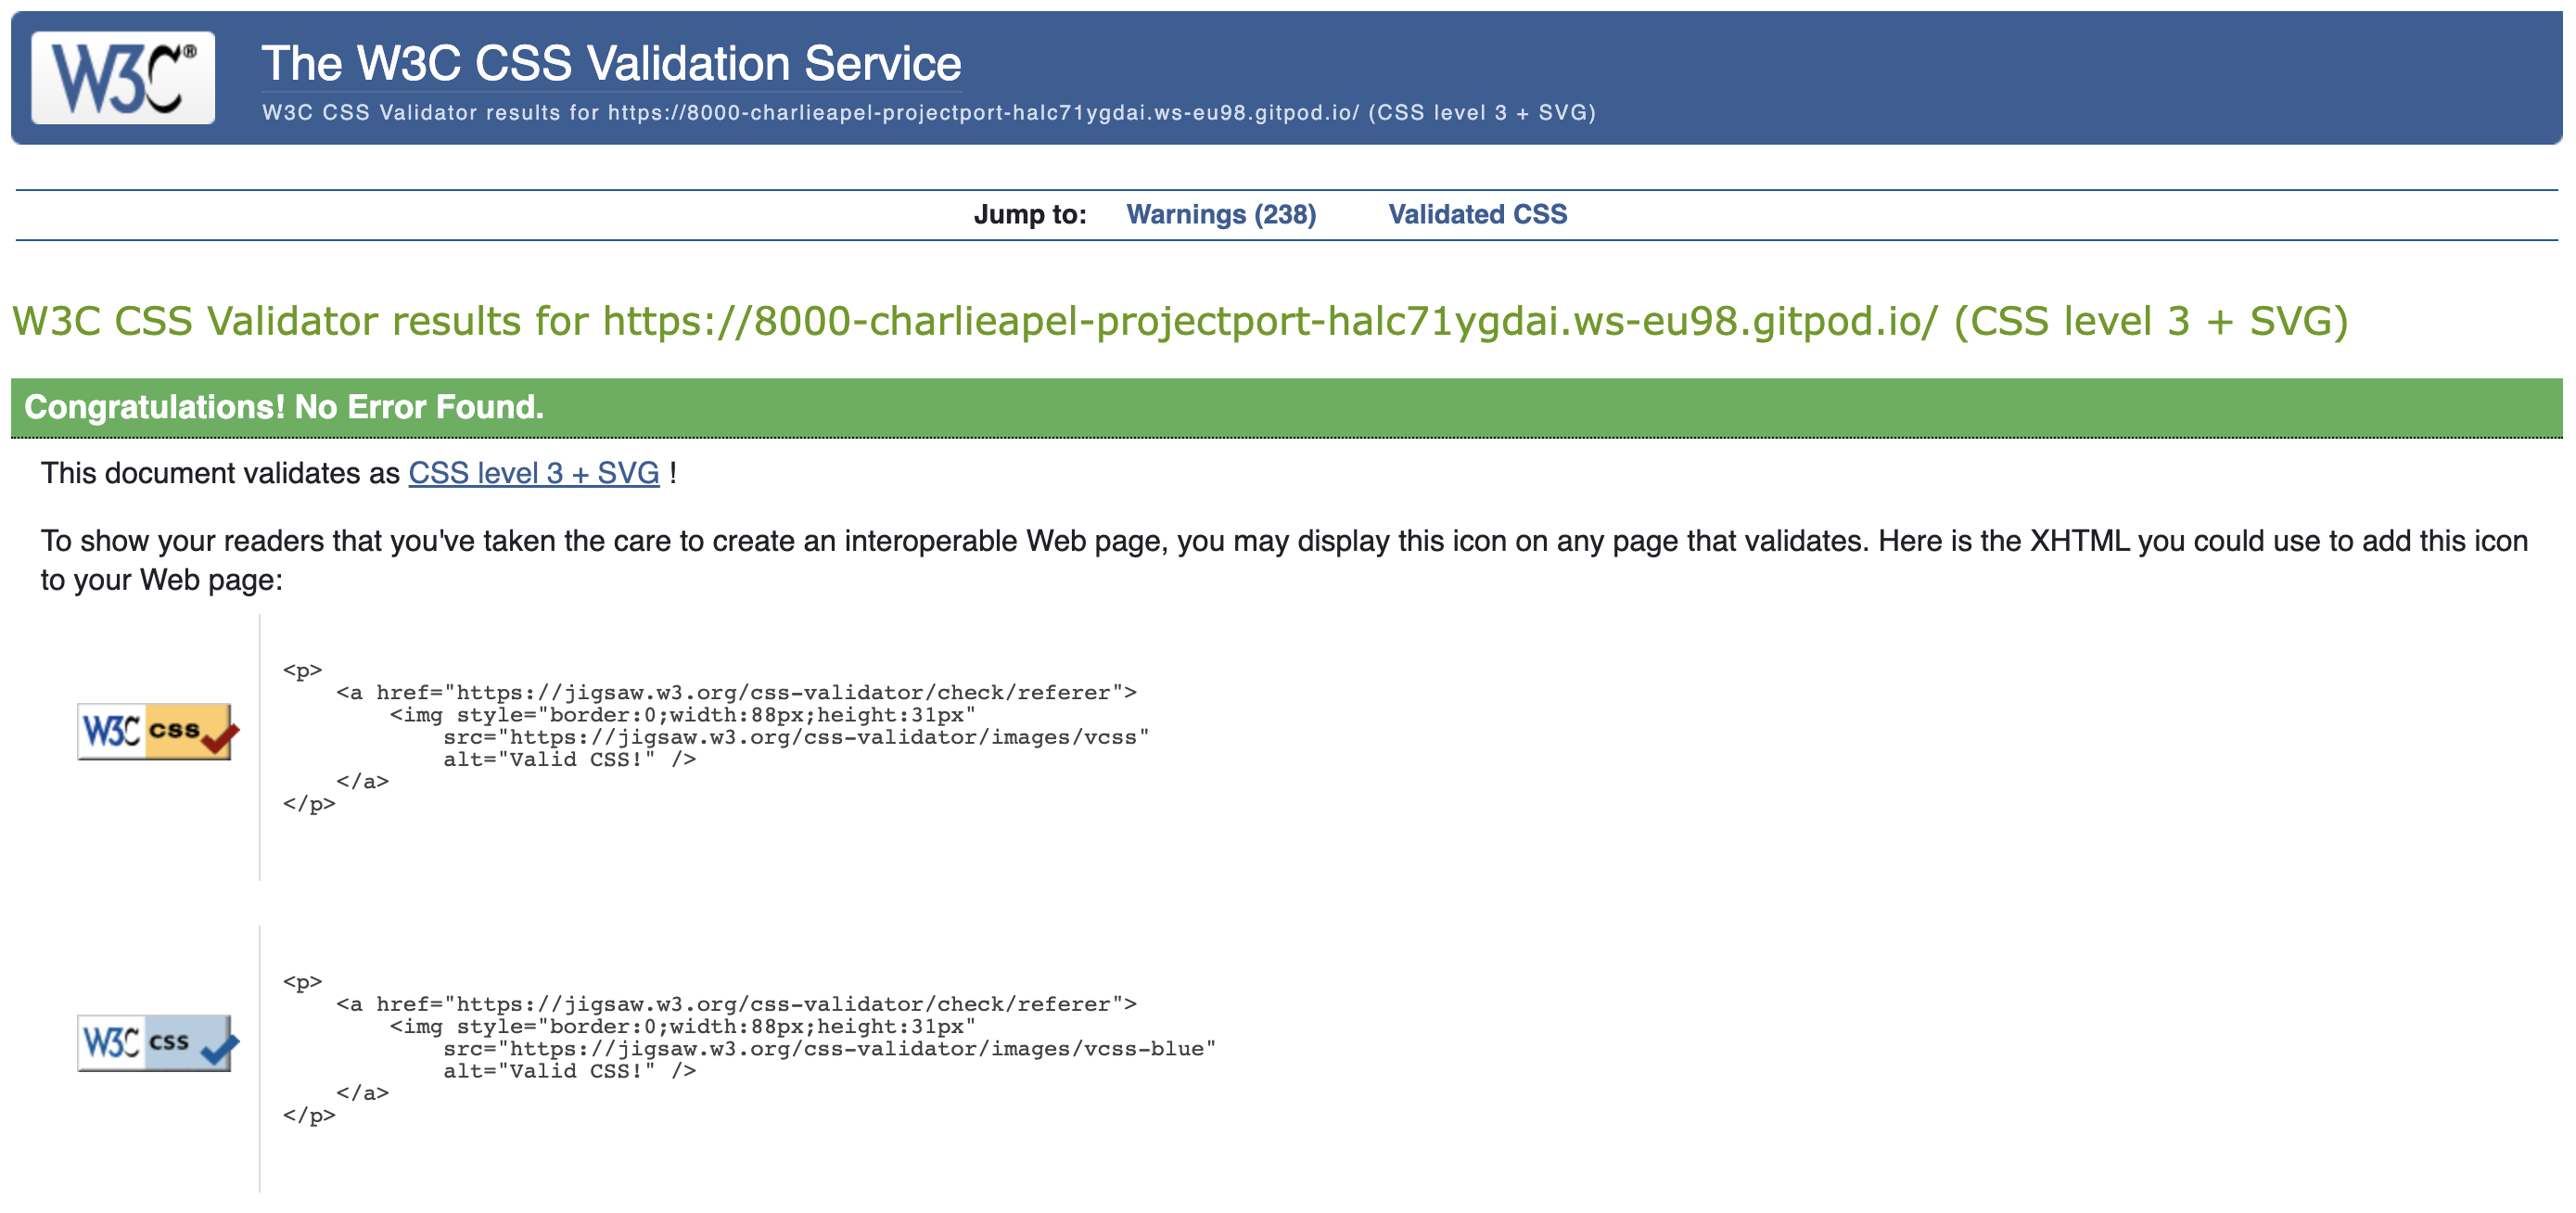 W3C®
The W3C CSS Validation Service
W3C CSS Validator results for https://8000-charlieapel-projectport-halc71ygdai.ws-eu98.gitpod.io/ (CSS level 3 + SVG)
Jump to: Warnings (238) Validated CSS
W3C CSS Validator results for https://8000-charlieapel-projectport-halc71ygdai.ws-eu98.gitpod.io/ (CSS level 3 + SVG)
Congratulations! No Error Found.
This document validates as CSS level 3 + SVG !
To show your readers that you've taken the care to create an interoperable Web page, you may display this icon on any page that validates. Here is the XHTML you could use to add this icon
to your Web page:
<p>
<a href="https://jigsaw.w3.org/css-validator/check/referer">
<img style="border:0;width:88px;height:31px"
src="https://jigsaw.w3.org/css-validator/images/vcss"
alt="Valid CSS!" />
</a>
</p>
W3C css
<p>
<a href="https://jigsaw.w3.org/css-validator/check/referer">
<img style="border:0;width:88px;height:31px"
src="https://jigsaw.w3.org/css-validator/images/vcss-blue"
alt="Valid CSS!" />
</a>
</p>
W3C css